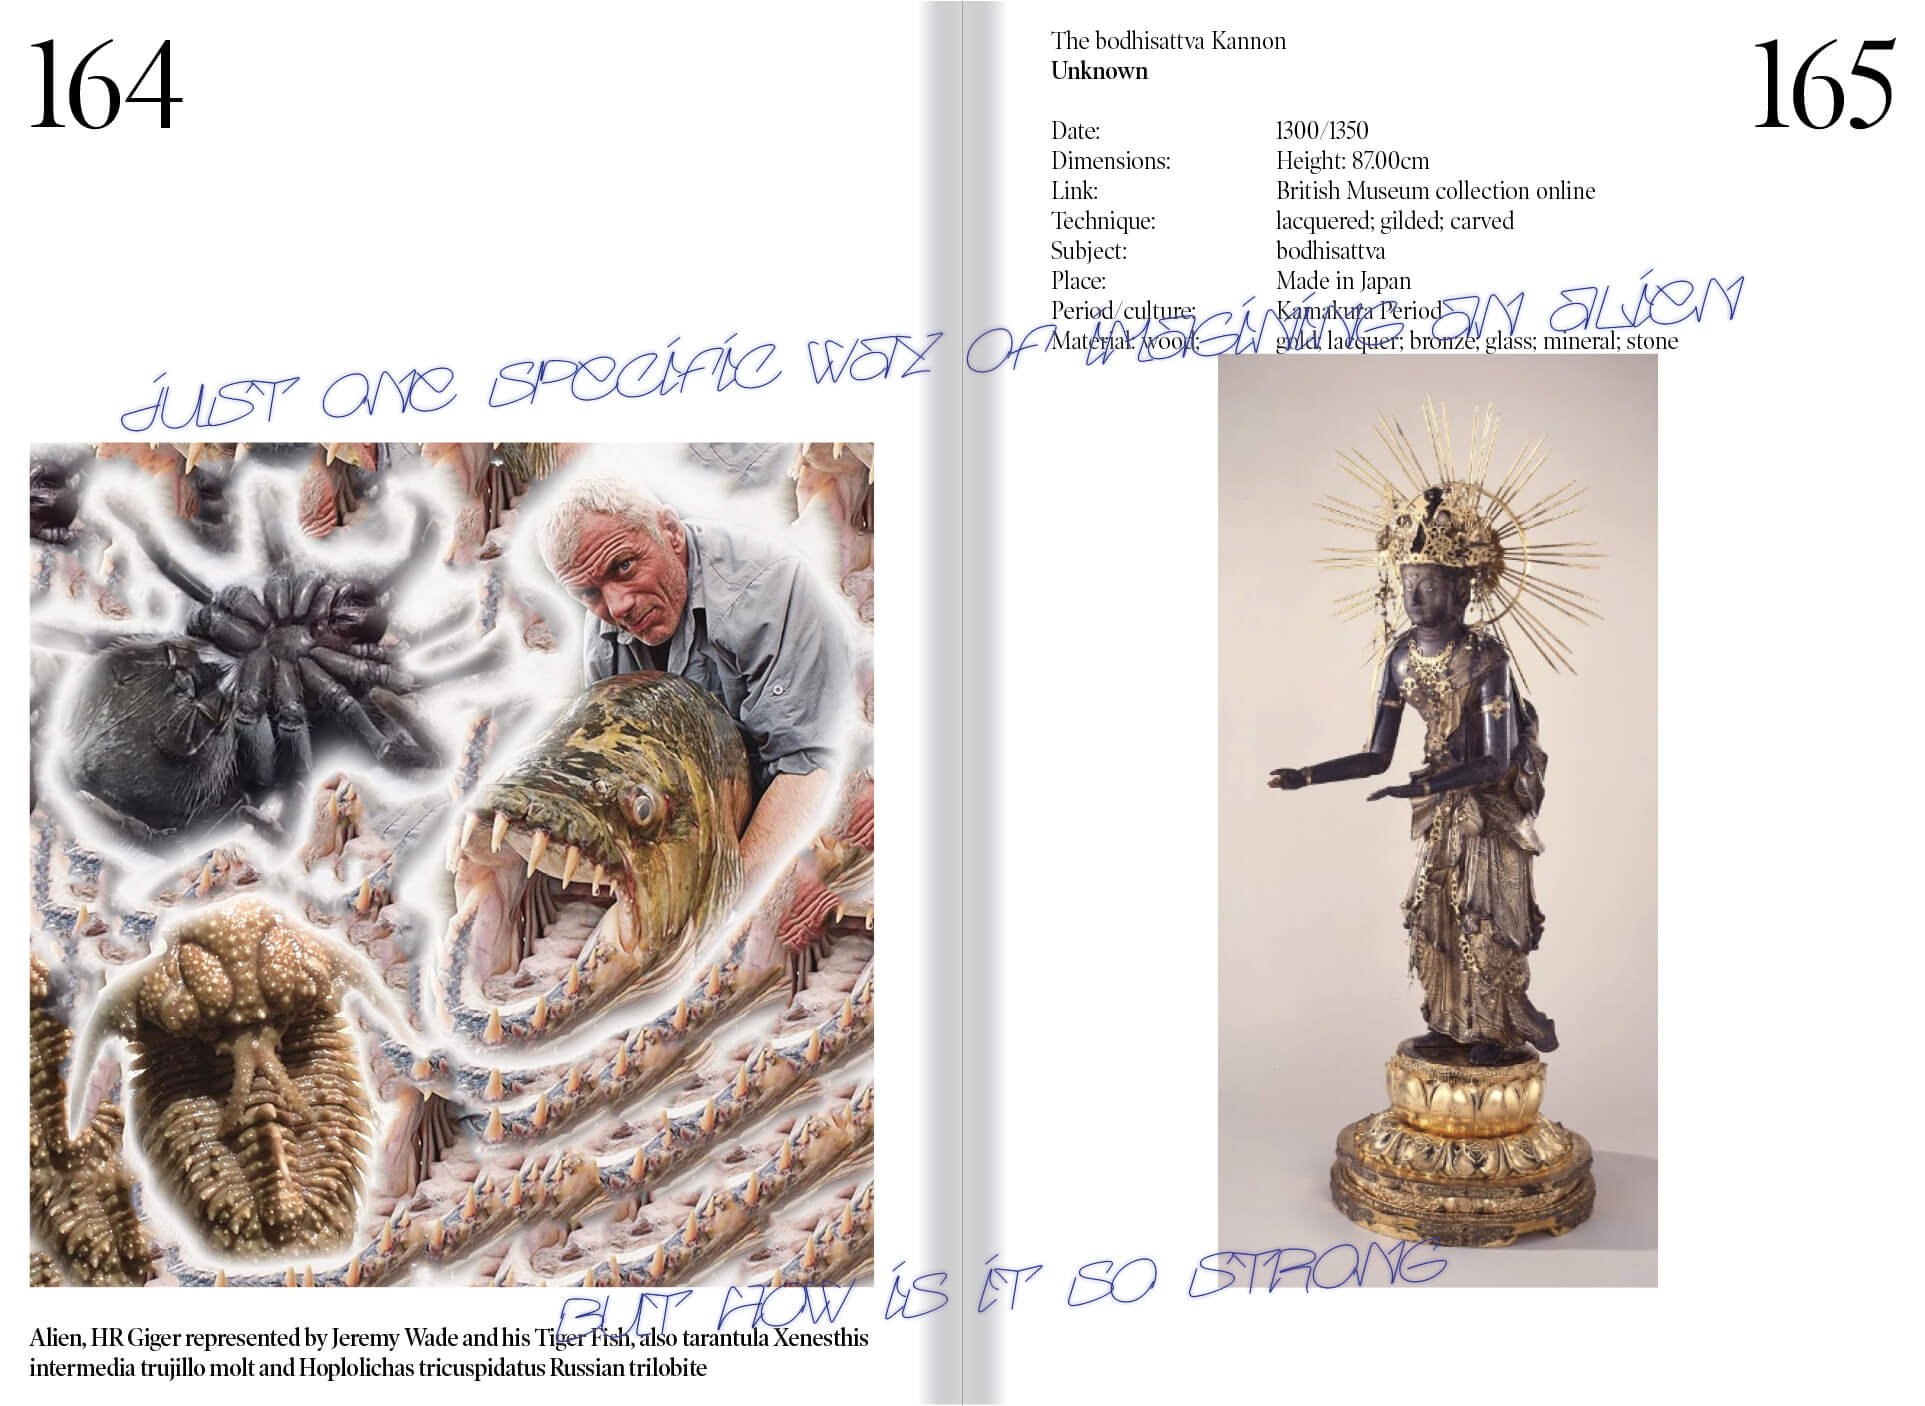 164
JUST ONE SPECIFIC WAY OF IMAGINING AN ALIEN
Alien, HR Giger represented by Jeremy Wade and his Tiger Fish, also tarantula Xenesthis
intermedia trujillo molt and Hoplolichas tricuspidatus Russian trilobite
165
The bodhisattva Kannon
Unknown
Date: 1300/1350
Dimensions: Height: 87.00cm
Link: British Museum collection online
Technique: lacquered; gilded; carved
Subject: bodhisattva
Place: Made in Japan
Period/culture: Kamakura Period
Material: wood; gold; lacquer; bronze; glass; mineral; stone
BUT HOW IS IT SO STRONG